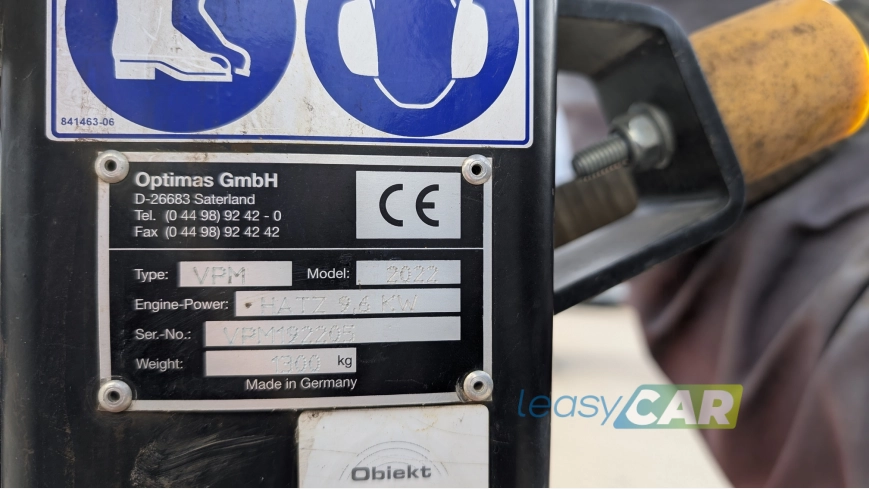 841463-06
Optimas GmbH
D-26683 Saterland
Tel. (0 44 98) 92 42 - 0
Fax (0 44 98) 92 42 42
CE
Type: VPM Model: 2022
Engine-Power: HATZ 9,6 KW
Ser.-No.: VPM192205
Weight: 1300 kg
Made in Germany
leasyCAR
Obiekt